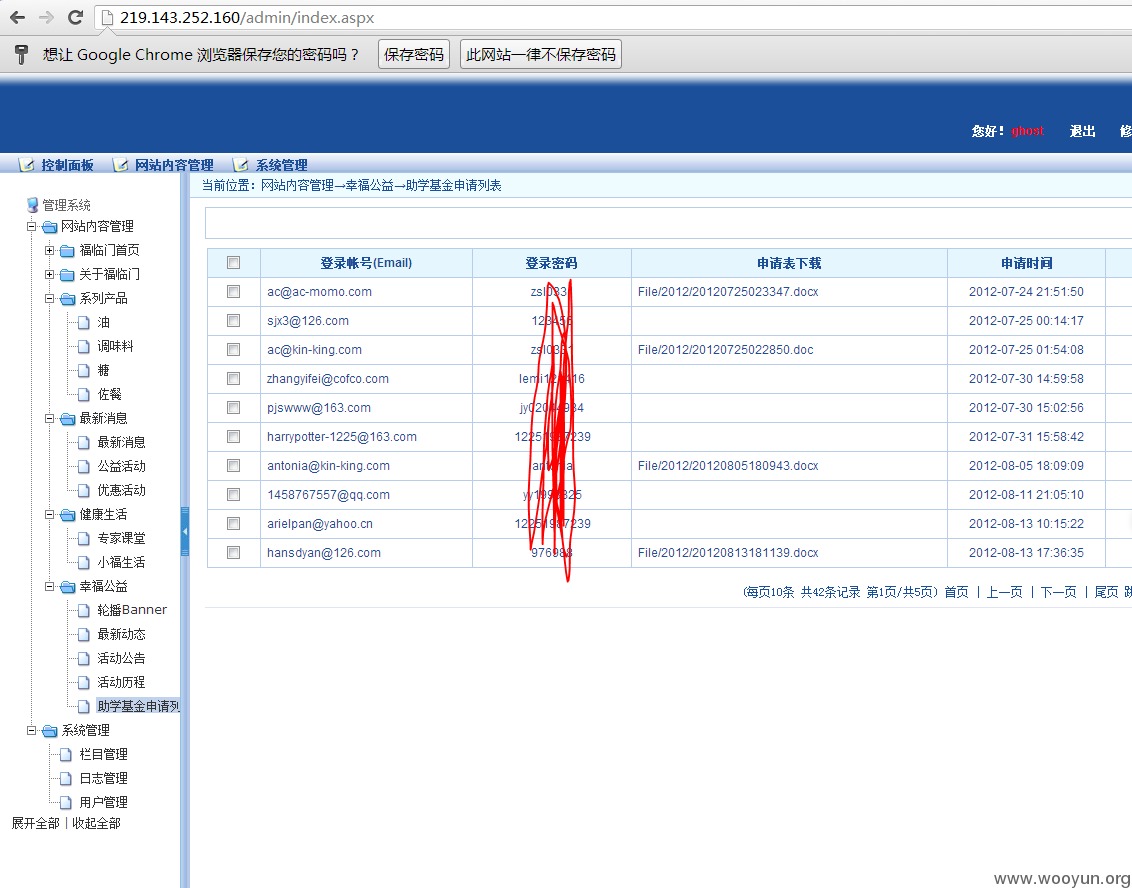 219.143.252.160/admin/index.aspx
想让 Google Chrome 浏览器保存您的密码吗？ 保存密码 此网站一律不保存密码
您好！ghost 退出
控制面板 网站内容管理 系统管理
当前位置：网站内容管理→幸福公益→助学基金申请列表
管理系统
网站内容管理
福临门首页
关于福临门
系列产品
油
调味料
糖
佐餐
最新消息
最新消息
公益活动
优惠活动
健康生活
专家课堂
小福生活
幸福公益
轮播Banner
最新动态
活动公告
活动历程
助学基金申请列
系统管理
栏目管理
日志管理
用户管理
展开全部 | 收起全部
登录帐号(Email) 登录密码 申请表下载 申请时间
ac@ac-momo.com File/2012/20120725023347.docx 2012-07-24 21:51:50
sjx3@126.com 2012-07-25 00:14:17
ac@kin-king.com File/2012/20120725022850.doc 2012-07-25 01:54:08
zhangyifei@cofco.com 2012-07-30 14:59:58
pjswww@163.com 2012-07-30 15:02:56
harrypotter-1225@163.com 2012-07-31 15:58:42
antonia@kin-king.com File/2012/20120805180943.docx 2012-08-05 18:09:09
1458767557@qq.com 2012-08-11 21:05:10
arielpan@yahoo.cn 2012-08-13 10:15:22
hansdyan@126.com File/2012/20120813181139.docx 2012-08-13 17:36:35
(每页10条 共42条记录 第1页/共5页) 首页 | 上一页 | 下一页 | 尾页
www.wooyun.org